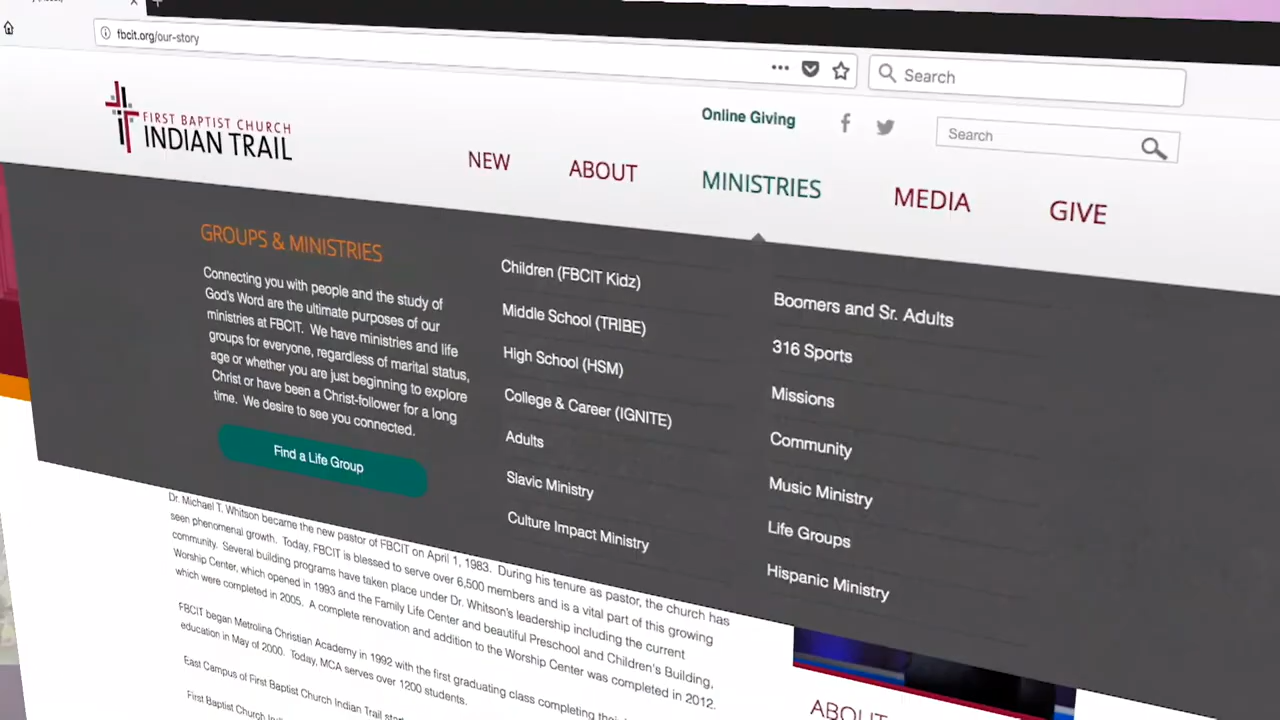 fbcit.org/our-story
Search
FIRST BAPTIST CHURCH
INDIAN TRAIL
Online Giving
Search
NEW
ABOUT
MINISTRIES
MEDIA
GIVE
GROUPS & MINISTRIES
Connecting you with people and the study of
God's Word are the ultimate purposes of our
ministries at FBCIT. We have ministries and life
groups for everyone, regardless of marital status,
age or whether you are just beginning to explore
Christ or have been a Christ-follower for a long
time. We desire to see you connected.
Find a Life Group
Children (FBCIT Kidz)
Middle School (TRIBE)
High School (HSM)
College & Career (IGNITE)
Adults
Slavic Ministry
Culture Impact Ministry
Boomers and Sr. Adults
316 Sports
Missions
Community
Music Ministry
Life Groups
Hispanic Ministry
Dr. Michael T. Whitson became the new pastor of FBCIT on April 1, 1983. During his tenure as pastor, the church has
seen phenomenal growth. Today, FBCIT is blessed to serve over 6,500 members and is a vital part of this growing
community. Several building programs have taken place under Dr. Whitson's leadership including the current
Worship Center, which opened in 1993 and the Family Life Center and beautiful Preschool and Children's Building,
which were completed in 2005. A complete renovation and addition to the Worship Center was completed in 2012.
FBCIT began Metrolina Christian Academy in 1992 with the first graduating class completing their
education in May of 2000. Today, MCA serves over 1200 students.
East Campus of First Baptist Church Indian Trail
First Baptist Church
ABOUT